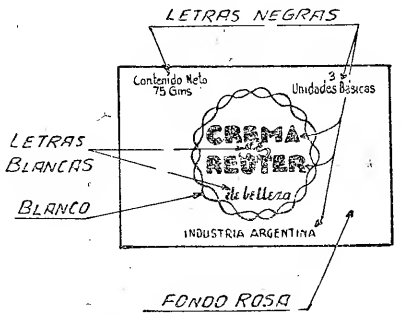 LETRAS NEGRAS
Contenido Neto
75 Gms
3
Unidades Básicas
CREMA
de
REUTER
de belleza
LETRAS
BLANCAS
BLANCO
INDUSTRIA ARGENTINA
FONDO ROSA